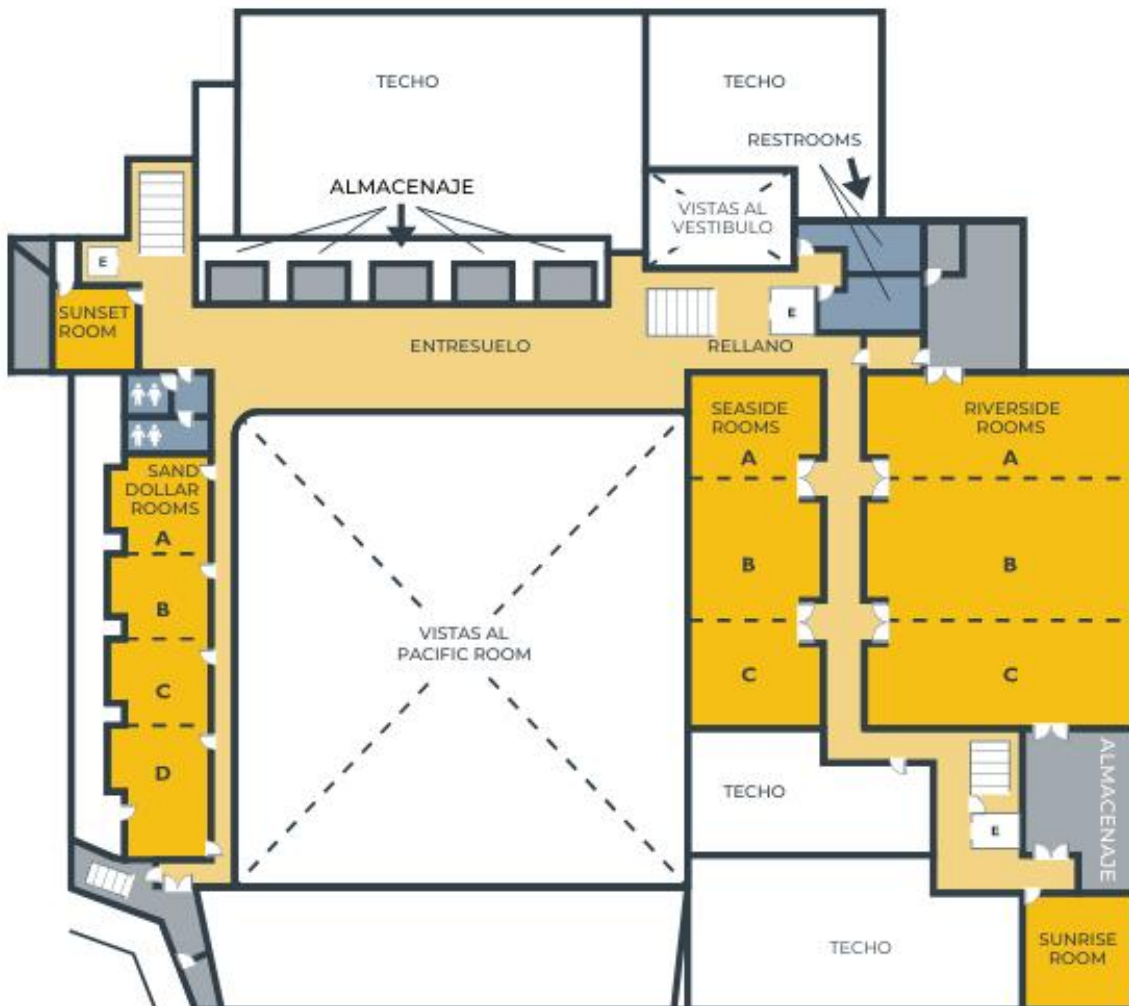 TECHO
TECHO
RESTROOMS
ALMACENAJE
VISTAS AL
VESTIBULO
E
SUNSET
ROOM
E
ENTRESUELO
RELLANO
SEASIDE
ROOMS
A
B
C
RIVERSIDE
ROOMS
A
B
C
SAND
DOLLAR
ROOMS
A
B
C
D
VISTAS AL
PACIFIC ROOM
TECHO
E
ALMACENAJE
TECHO
SUNRISE
ROOM